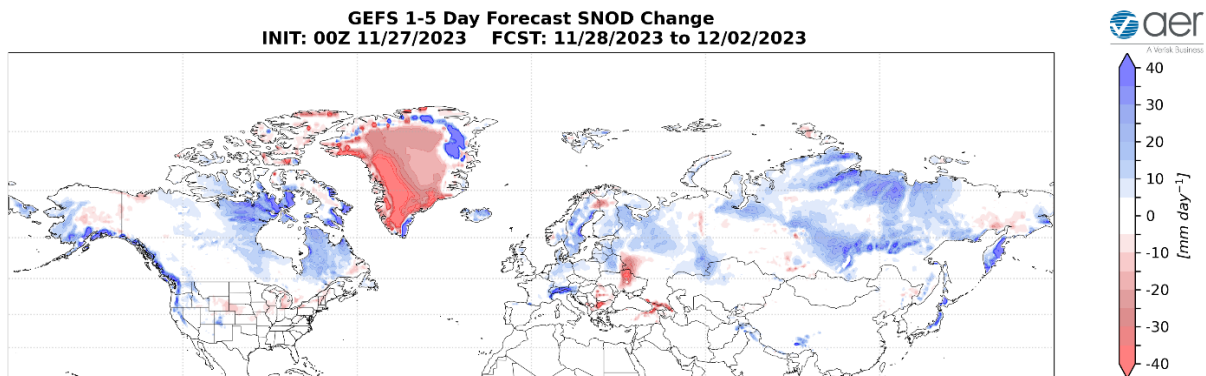 GEFS 1-5 Day Forecast SNOD Change
INIT: 00Z 11/27/2023 FCST: 11/28/2023 to 12/02/2023
aer
A Verisk Business
40
30
20
10
0
-10
-20
-30
-40
[mm day⁻¹]